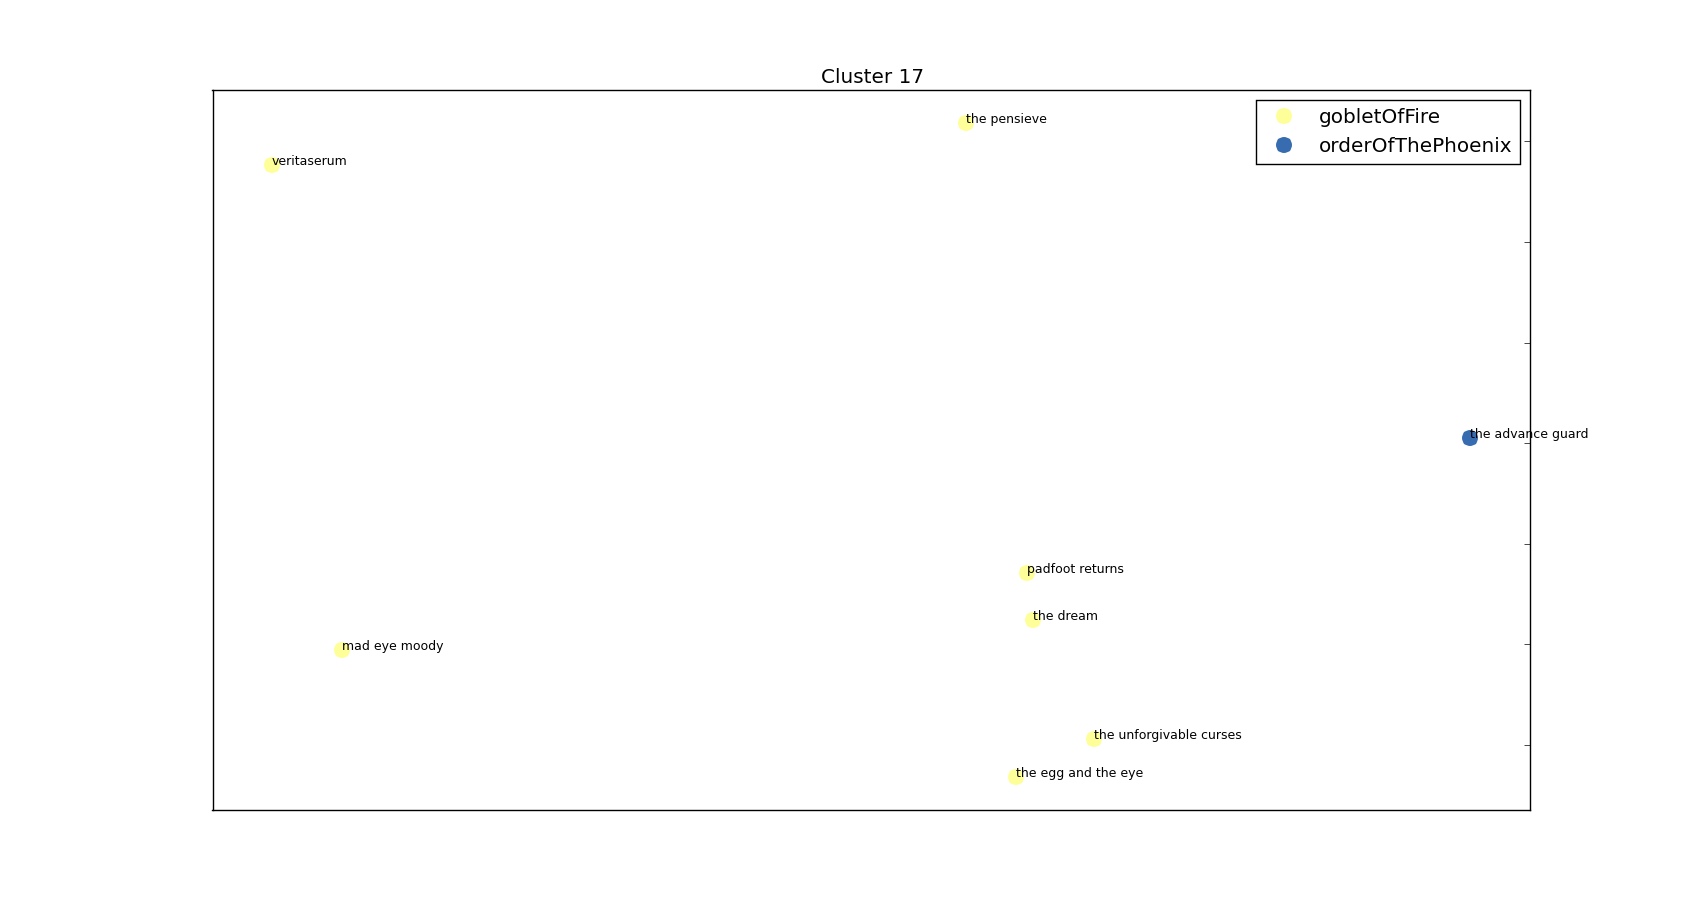 Cluster 17
the pensieve
gobletOfFire
orderOfThePhoenix
veritaserum
the advance guard
padfoot returns
the dream
mad eye moody
the unforgivable curses
the egg and the eye